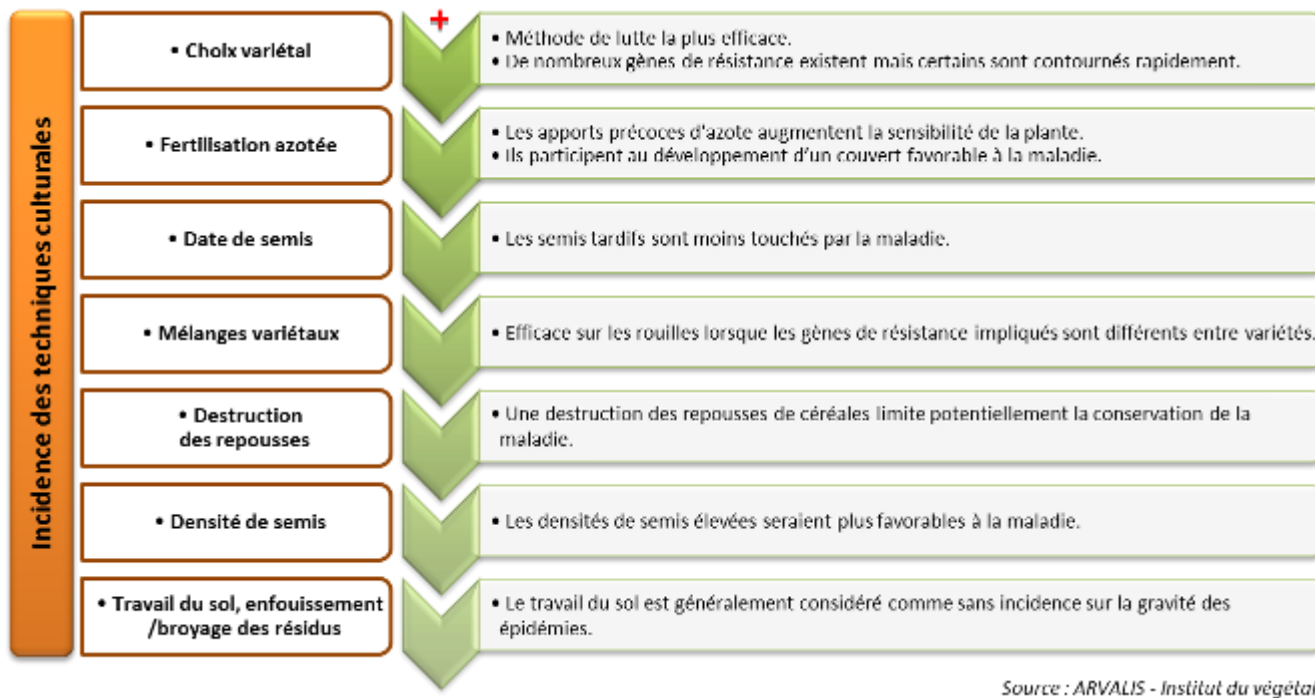 Incidence des techniques culturales
+
• Choix variétal
• Méthode de lutte la plus efficace.
• De nombreux gènes de résistance existent mais certains sont contournés rapidement.
• Fertilisation azotée
• Les apports précoces d'azote augmentent la sensibilité de la plante.
• Ils participent au développement d'un couvert favorable à la maladie.
• Date de semis
• Les semis tardifs sont moins touchés par la maladie.
• Mélanges variétaux
• Efficace sur les rouilles lorsque les gènes de résistance impliqués sont différents entre variétés.
• Destruction
des repousses
• Une destruction des repousses de céréales limite potentiellement la conservation de la
maladie.
• Densité de semis
• Les densités de semis élevées seraient plus favorables à la maladie.
• Travail du sol, enfouissement
/broyage des résidus
• Le travail du sol est généralement considéré comme sans incidence sur la gravité des
épidémies.
Source : ARVALIS - Institut du végétal